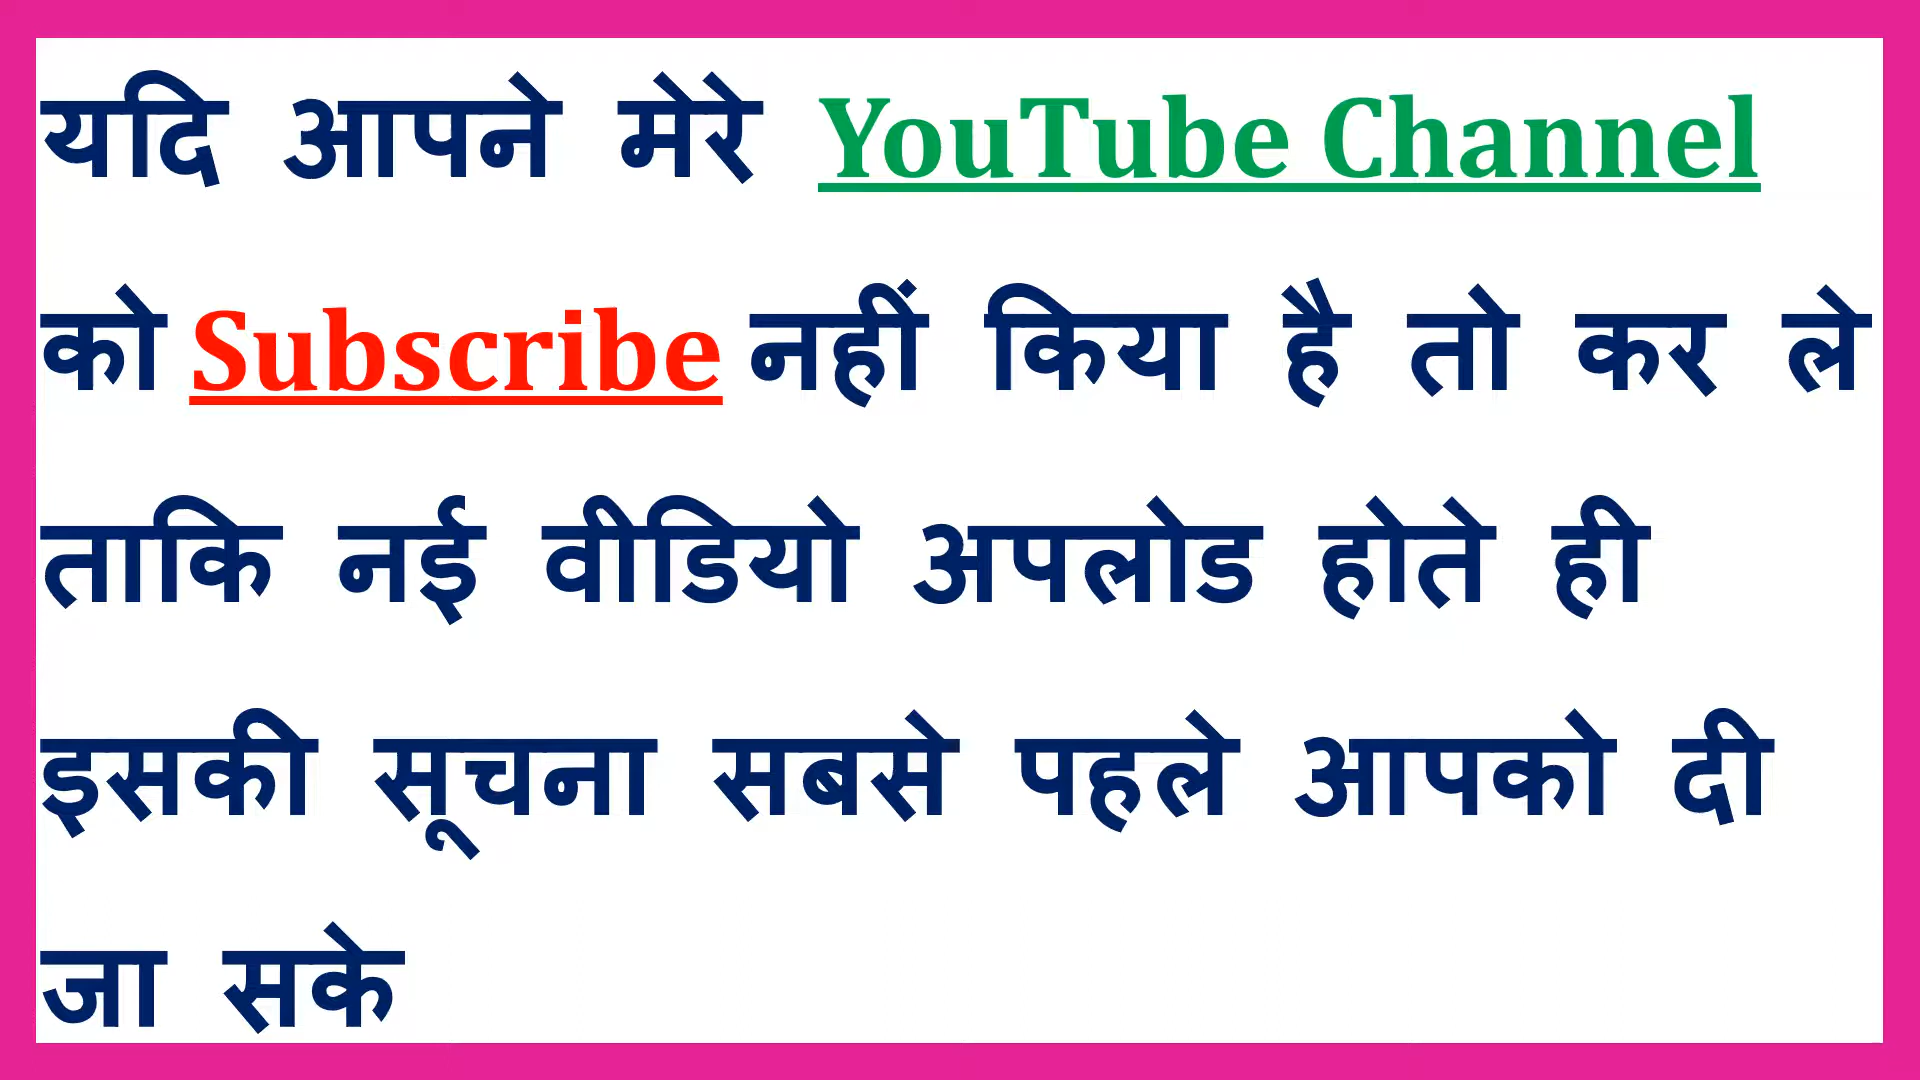 यदि आपने मेरे YouTube Channel
को Subscribe नहीं किया है तो कर ले
ताकि नई वीडियो अपलोड होते ही
इसकी सूचना सबसे पहले आपको दी
जा सके